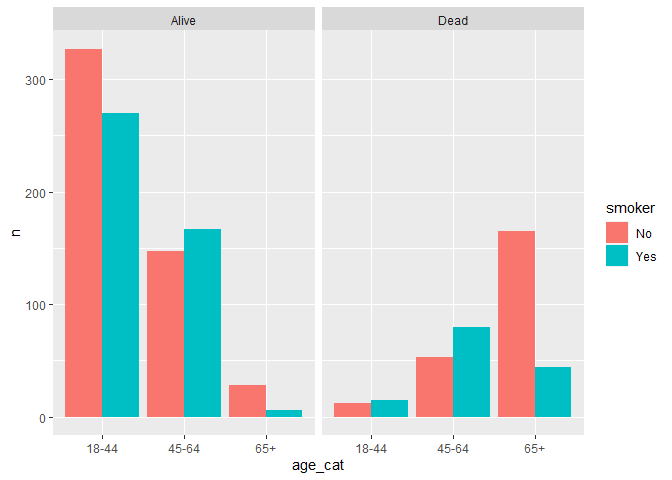 Alive
Dead
300
200
100
0
n
18-44
45-64
65+
18-44
45-64
65+
age_cat
smoker
No
Yes